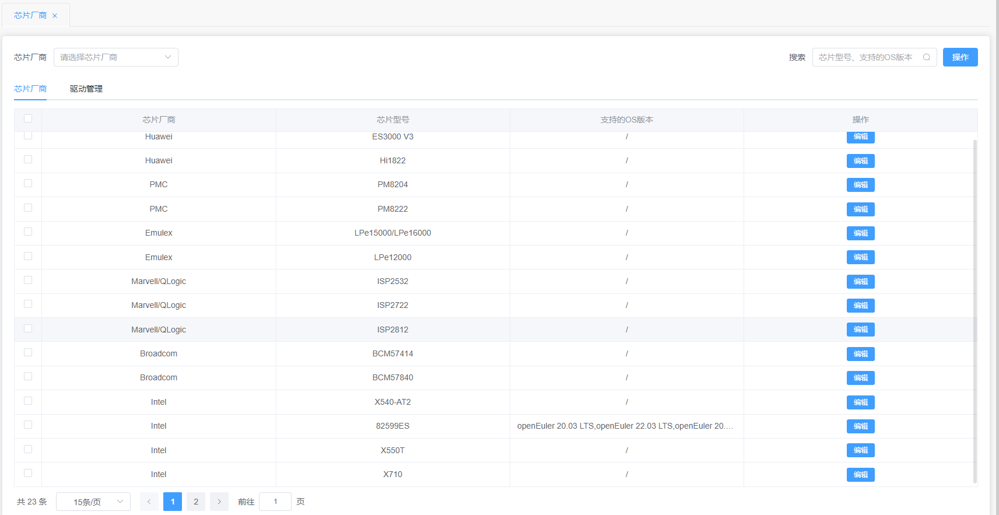 芯片厂商 ×
芯片厂商 请选择芯片厂商 搜索 芯片型号、支持的OS版本 操作
芯片厂商 驱动管理
芯片厂商 芯片型号 支持的OS版本 操作
Huawei ES3000 V3 / 编辑
Huawei Hi1822 / 编辑
PMC PM8204 / 编辑
PMC PM8222 / 编辑
Emulex LPe15000/LPe16000 / 编辑
Emulex LPe12000 / 编辑
Marvell/QLogic ISP2532 / 编辑
Marvell/QLogic ISP2722 / 编辑
Marvell/QLogic ISP2812 / 编辑
Broadcom BCM57414 / 编辑
Broadcom BCM57840 / 编辑
Intel X540-AT2 / 编辑
Intel 82599ES openEuler 20.03 LTS,openEuler 22.03 LTS,openEuler 20.… 编辑
Intel X550T / 编辑
Intel X710 / 编辑
共 23 条 15条/页 < 1 2 > 前往 1 页